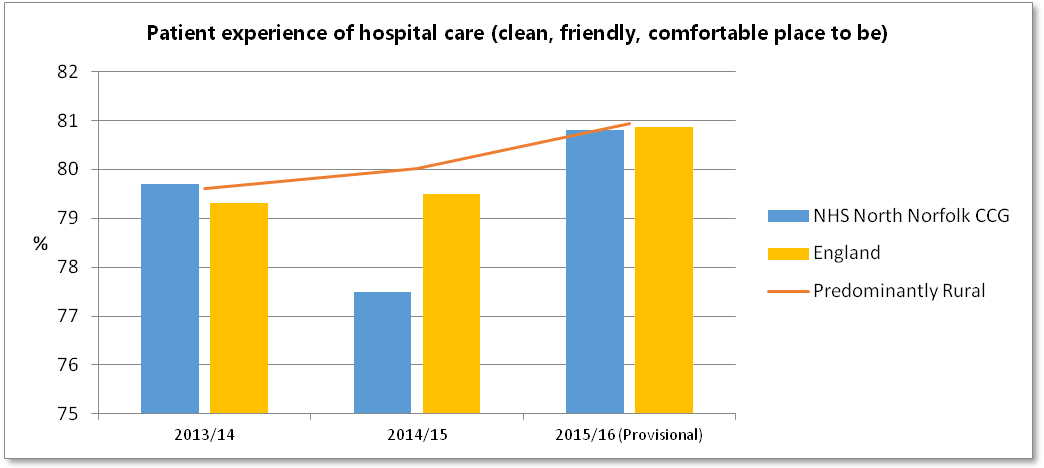 Patient experience of hospital care (clean, friendly, comfortable place to be)
82
81
80
79
78
77
76
75
%
2013/14
2014/15
2015/16 (Provisional)
NHS North Norfolk CCG
England
Predominantly Rural